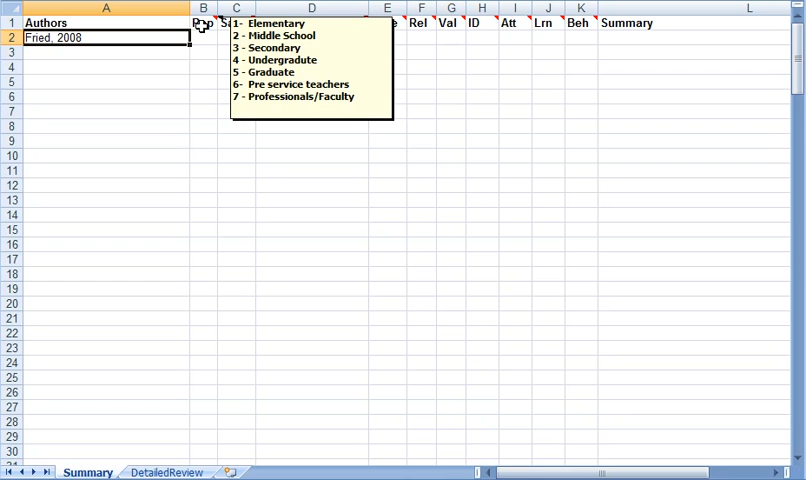 A B C D E F G H I J K L
1 Authors Rel Val ID Att Lrn Beh Summary
2 Fried, 2008
1- Elementary
2 - Middle School
3 - Secondary
4 - Undergradute
5 - Graduate
6- Pre service teachers
7 - Professionals/Faculty
3
4
5
6
7
8
9
10
11
12
13
14
15
16
17
18
19
20
21
22
23
24
25
26
27
28
29
30
Summary DetailedReview